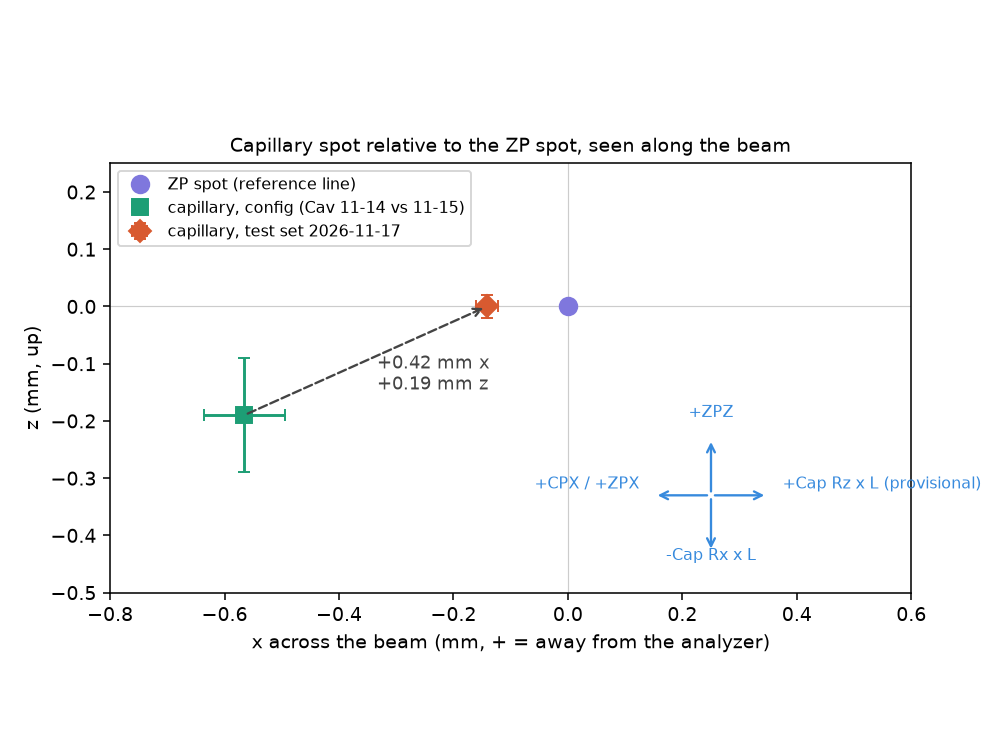 Capillary spot relative to the ZP spot, seen along the beam
ZP spot (reference line)
capillary, config (Cav 11-14 vs 11-15)
capillary, test set 2026-11-17
z (mm, up)
0.2
0.1
0.0
−0.1
−0.2
−0.3
−0.4
−0.5
+0.42 mm x
+0.19 mm z
+ZPZ
+CPX / +ZPX
+Cap Rz x L (provisional)
-Cap Rx x L
−0.8
−0.6
−0.4
−0.2
0.0
0.2
0.4
0.6
x across the beam (mm, + = away from the analyzer)